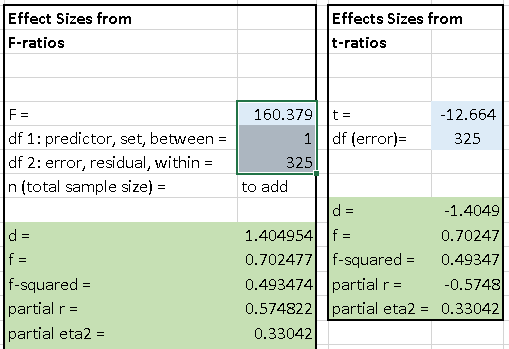 Effect Sizes from
F-ratios
F = 160.379
df 1: predictor, set, between = 1
df 2: error, residual, within = 325
n (total sample size) = to add
d = 1.404954
f = 0.702477
f-squared = 0.493474
partial r = 0.574822
partial eta2 = 0.33042
Effects Sizes from
t-ratios
t = -12.664
df (error)= 325
d = -1.4049
f = 0.70247
f-squared = 0.49347
partial r = -0.5748
partial eta2 = 0.33042